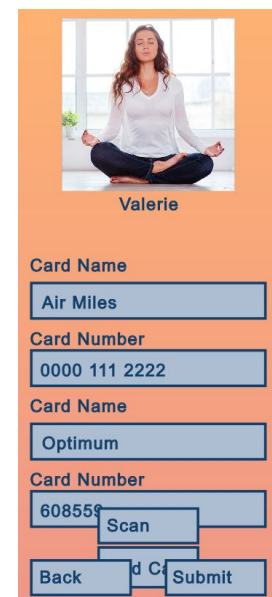 Valerie
Card Name
Air Miles
Card Number
0000 111 2222
Card Name
Optimum
Card Number
608559
Scan
Back
Submit